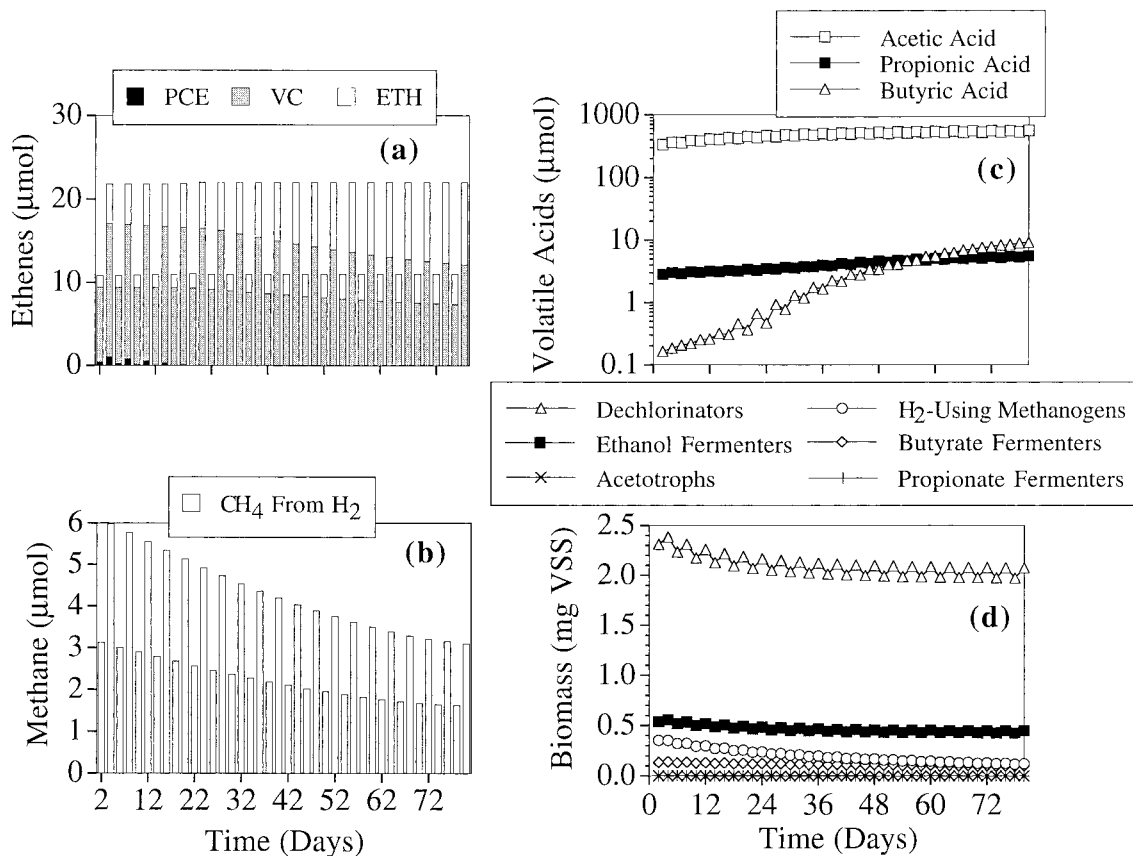 PCE VC ETH
Ethenes (μmol)
30
20
10
0
(a)
CH4 From H2
Methane (μmol)
6
5
4
3
2
1
0
(b)
2 12 22 32 42 52 62 72
Time (Days)
Acetic Acid
Propionic Acid
Butyric Acid
Volatile Acids (μmol)
1000
100
10
1
0.1
(c)
Dechlorinators H2-Using Methanogens
Ethanol Fermenters Butyrate Fermenters
Acetotrophs Propionate Fermenters
Biomass (mg VSS)
2.5
2.0
1.5
1.0
0.5
0.0
(d)
0 12 24 36 48 60 72
Time (Days)